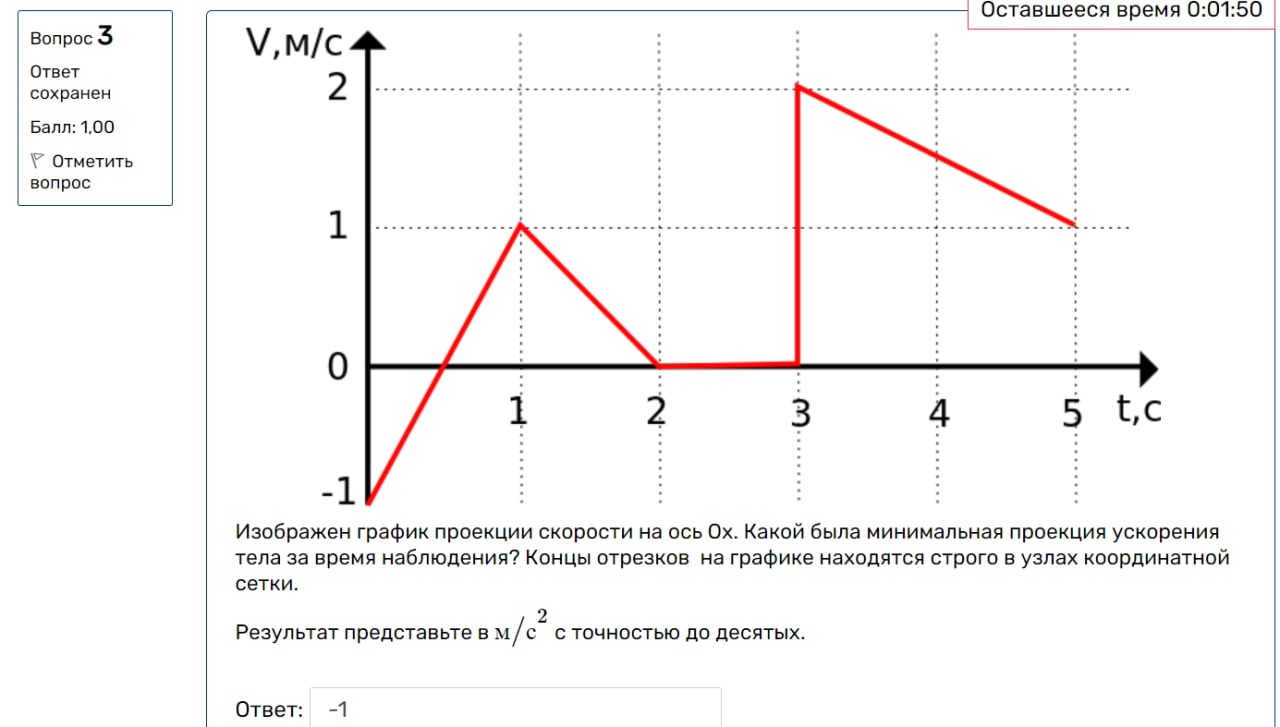 Вопрос 3
Ответ
сохранен
Балл: 1,00
Отметить
вопрос
Оставшееся время 0:01:50
V,м/с
2
1
0
-1
1
2
3
4
5
t,с
Изображен график проекции скорости на ось Ox. Какой была минимальная проекция ускорения
тела за время наблюдения? Концы отрезков на графике находятся строго в узлах координатной
сетки.
Результат представьте в м/с² с точностью до десятых.
Ответ: -1